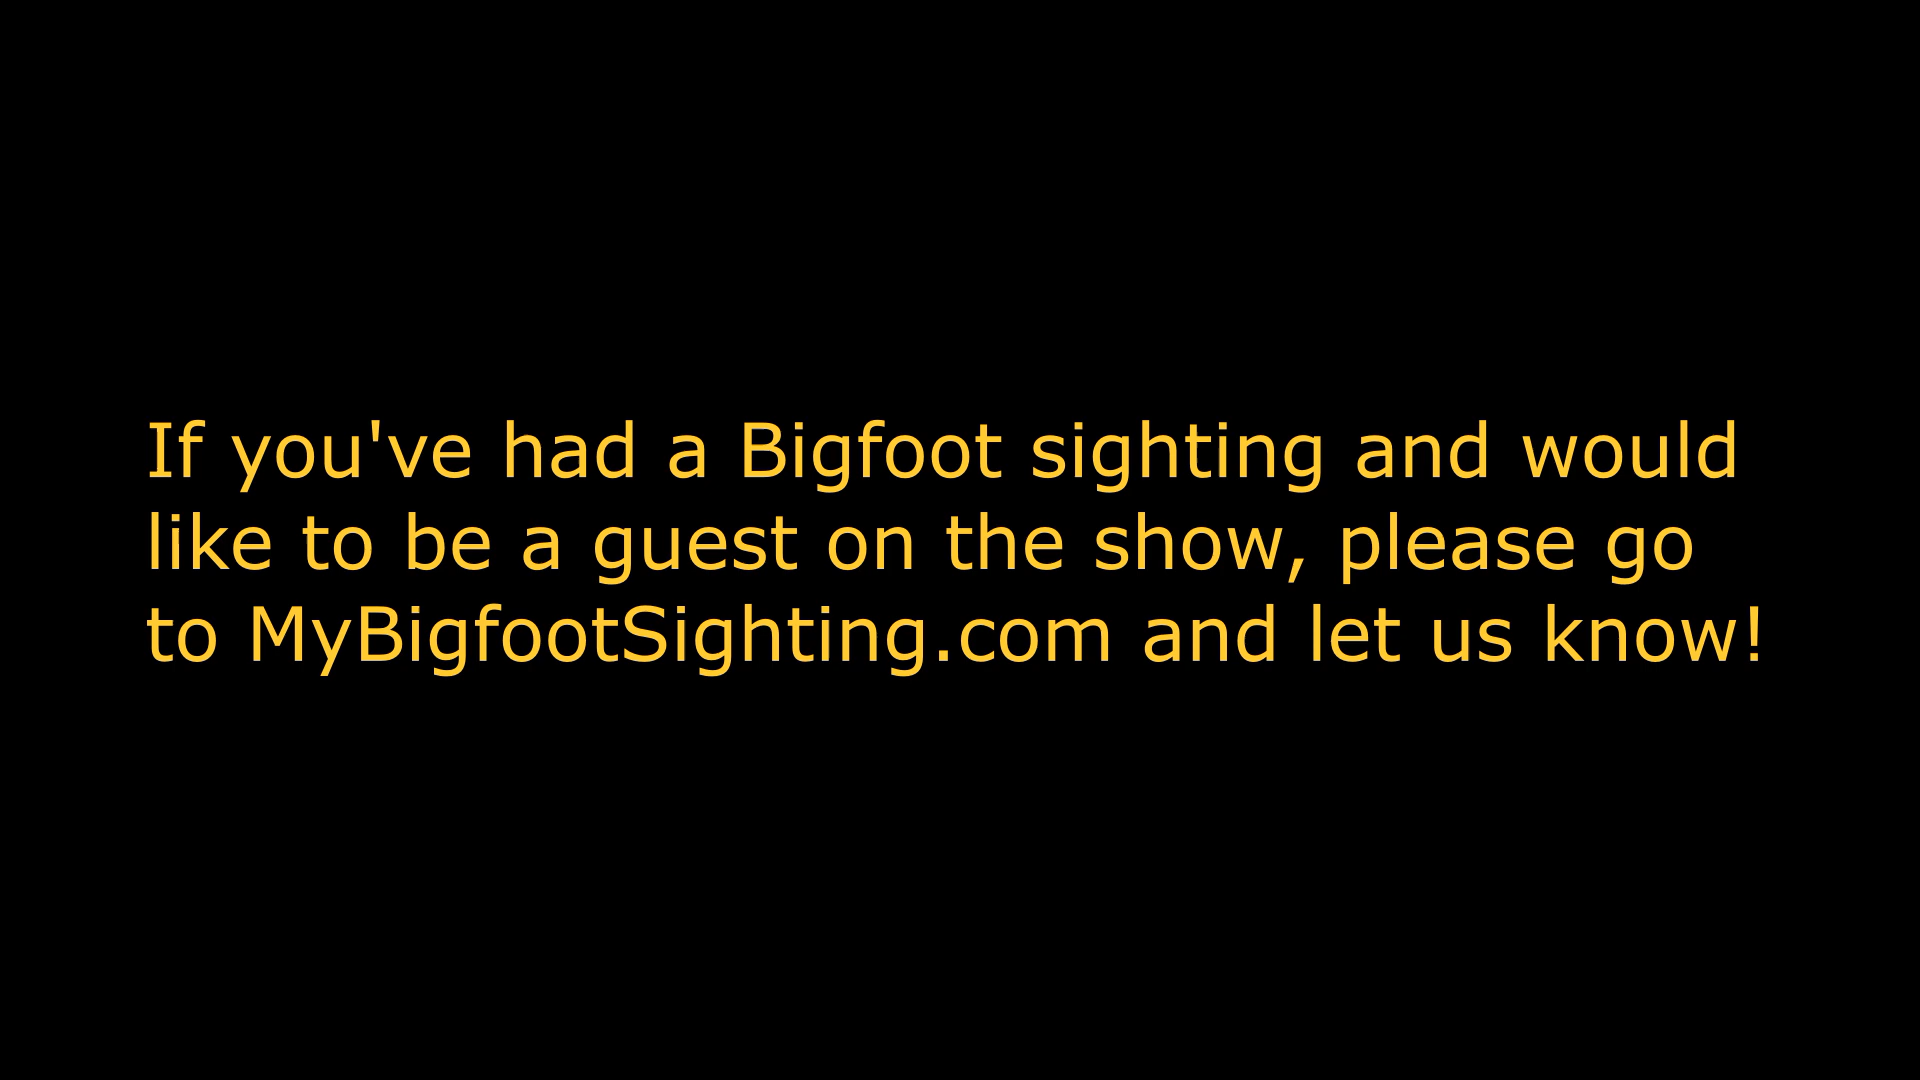 If you've had a Bigfoot sighting and would
like to be a guest on the show, please go
to MyBigfootSighting.com and let us know!